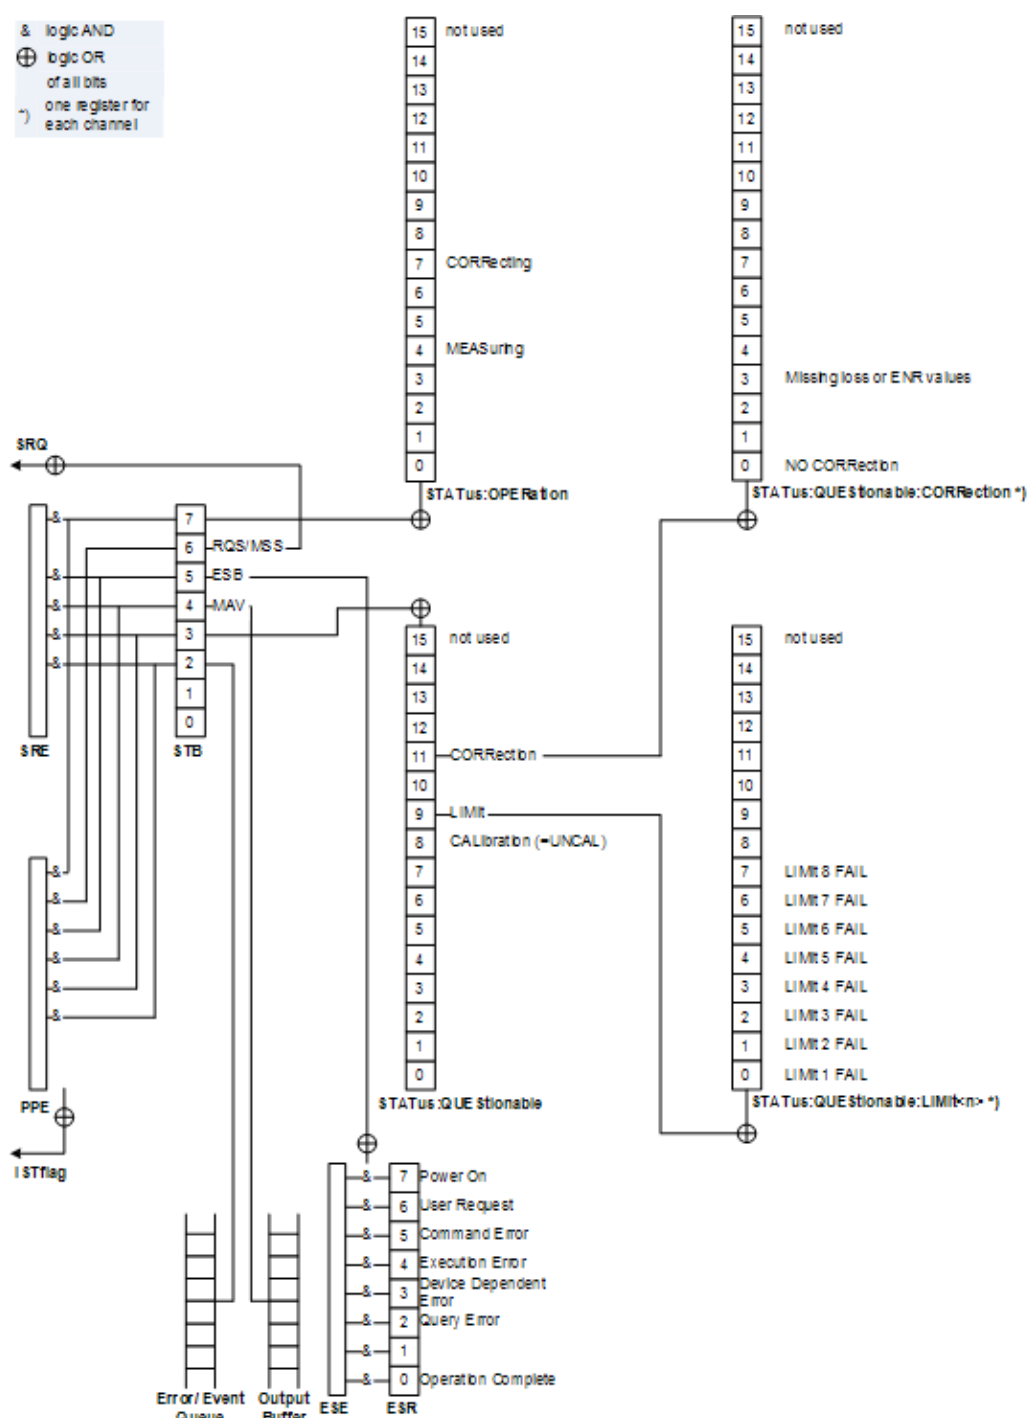 & logic AND
⊕ logic OR
of all bits
*) one register for
each channel
15 not used
14
13
12
11
10
9
8
7 CORRecting
6
5
4 MEASuring
3
2
1
0
STATus:OPERation
15 not used
14
13
12
11
10
9
8
7
6
5
4
3 Missing loss or ENR values
2
1
0 NO CORRection
STATus:QUEStionable:CORRection *)
SRQ
&
&
&
&
&
SRE
7
6 RQS/MSS
5 ESB
4 MAV
3
2
1
0
STB
15 not used
14
13
12
11 CORRection
10
9 LIMit
8 CALibration (=UNCAL)
7
6
5
4
3
2
1
0
STATus:QUEStionable
15 not used
14
13
12
11
10
9
8
7 LIMit 8 FAIL
6 LIMit 7 FAIL
5 LIMit 6 FAIL
4 LIMit 5 FAIL
3 LIMit 4 FAIL
2 LIMit 3 FAIL
1 LIMit 2 FAIL
0 LIMit 1 FAIL
STATus:QUEStionable:LIMit<n> *)
&
&
&
&
&
&
PPE
ISTflag
& 7 Power On
& 6 User Request
& 5 Command Error
& 4 Execution Error
& 3 Device Dependent
Error
& 2 Query Error
& 1
& 0 Operation Complete
ESE
ESR
Error/Event
Queue
Output
Buffer